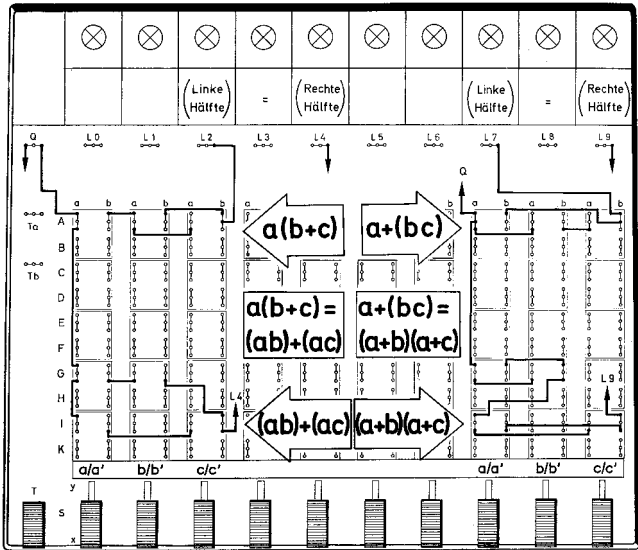 (Linke Hälfte) = (Rechte Hälfte) (Linke Hälfte) = (Rechte Hälfte)
Q L0 L1 L2 L3 L4 L5 L6 L7 L8 L9
Q
a b a b a b a b a b a b
Ta A
a(b+c) a+(bc)
B
Tb C
D
E
a(b+c)= a+(bc)=
(ab)+(ac) (a+b)(a+c)
F
G
H L4 L9
I
(ab)+(ac) (a+b)(a+c)
K
a/a' b/b' c/c' a/a' b/b' c/c'
T y
S
x